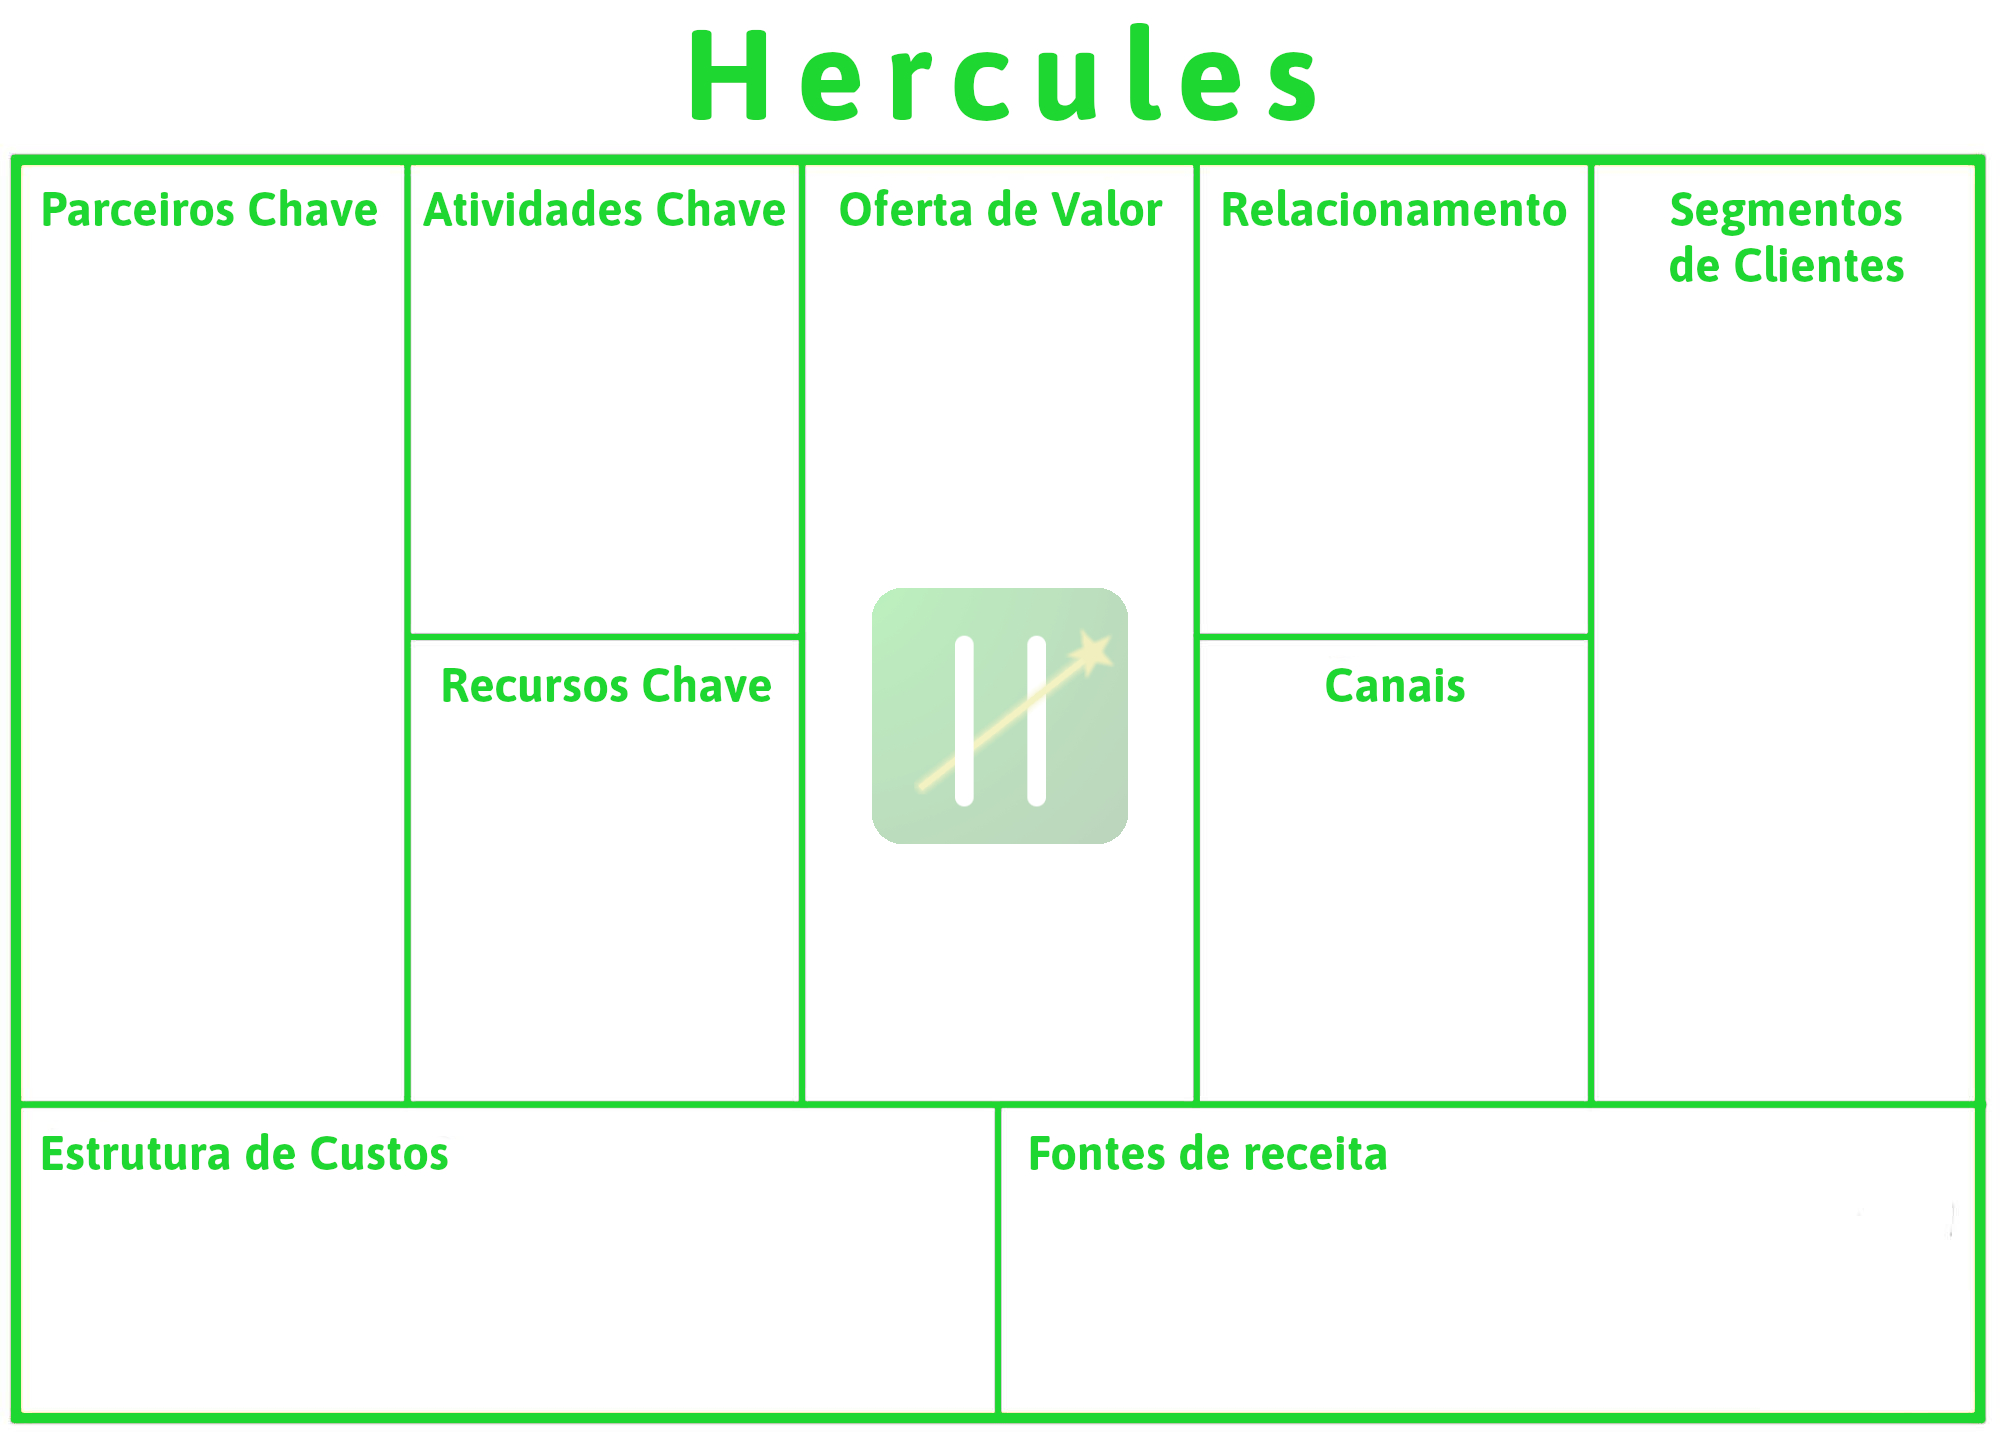 Hercules
Parceiros Chave
Atividades Chave
Oferta de Valor
Relacionamento
Segmentos
de Clientes
Recursos Chave
Canais
Estrutura de Custos
Fontes de receita